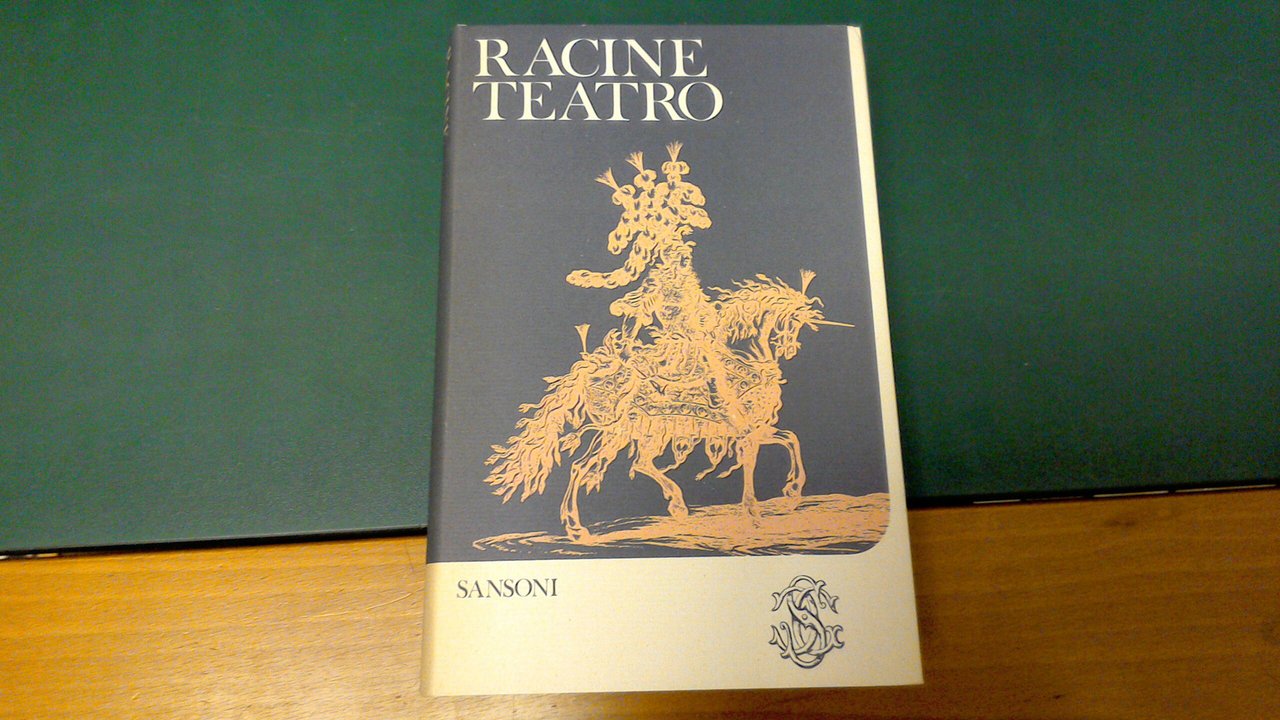 RACINE
TEATRO
SANSONI